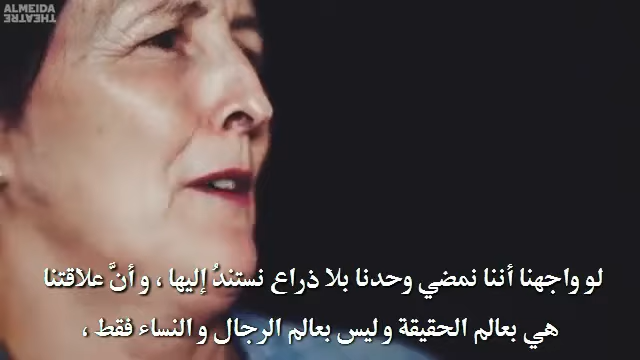 ALMEIDA
THEATRE
لو واجهنا أننا نمضي وحدنا بلا ذراع نستندُ إليها ، و أنَّ علاقتنا
هي بعالم الحقيقة و ليس بعالم الرجال و النساء فقط ،